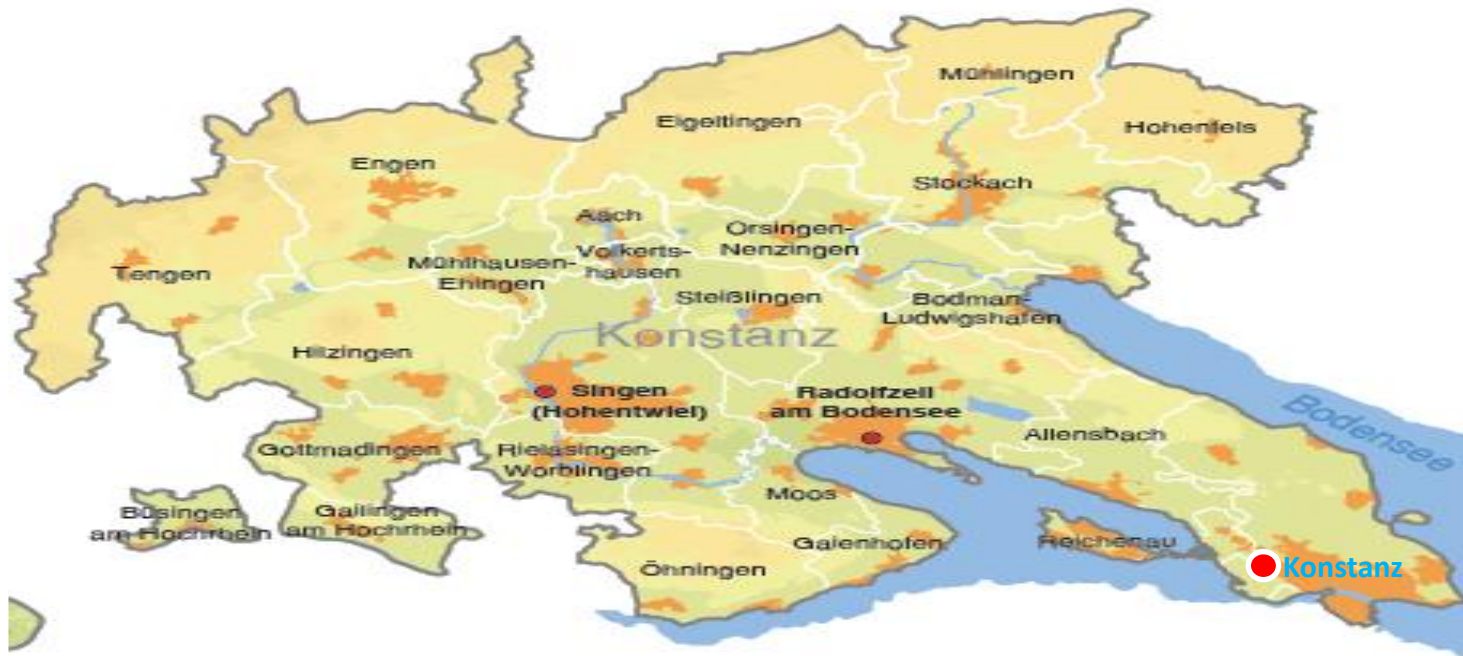 Mühlingen
Eigeltingen
Hohenfels
Engen
Stockach
Aach
Orsingen-
Nenzingen
Volkerts-
hausen
Tengen
Mühlhausen-
Ehingen
Steißlingen
Bodman-
Ludwigshafen
Konstanz
Hilzingen
Singen
(Hohentwiel)
Radolfzell
am Bodensee
Bodensee
Allensbach
Gottmadingen
Rielasingen-
Worblingen
Moos
Büsingen
am Hochrhein
Gailingen
am Hochrhein
Gaienhofen
Reichenau
Öhningen
Konstanz